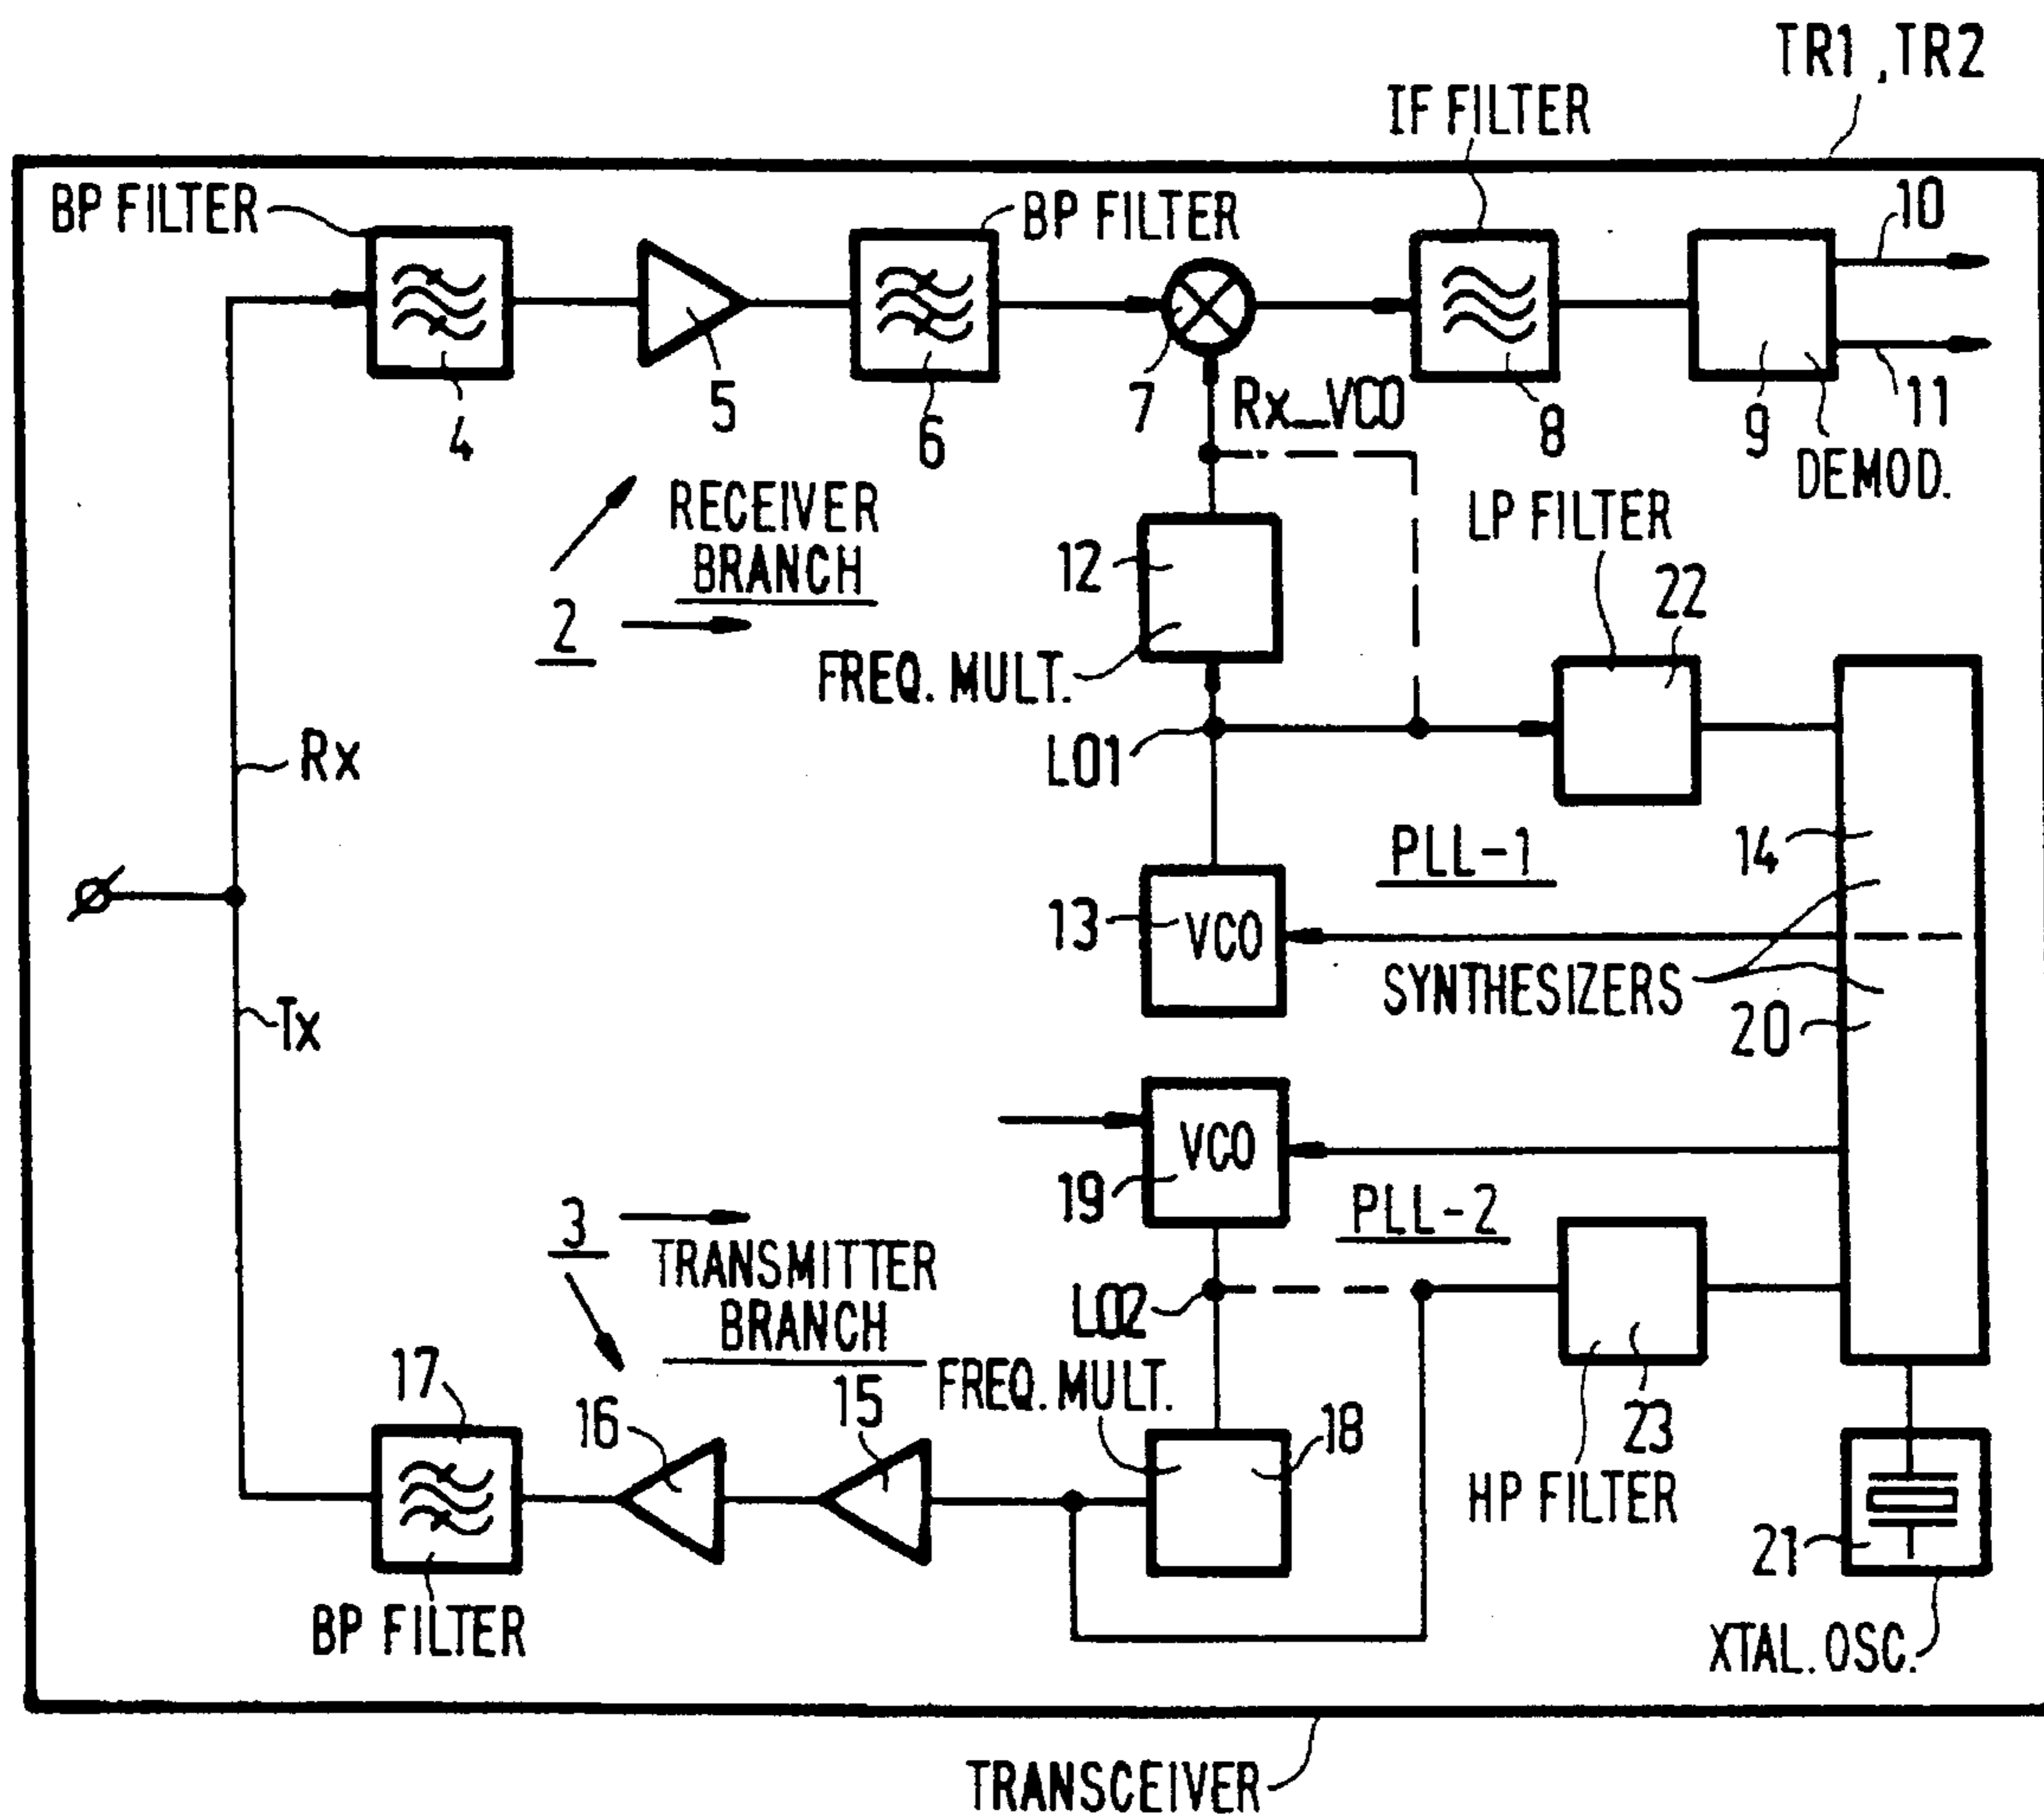 TR1, TR2
IF FILTER
BP FILTER
BP FILTER
10
4
5
6
7
Rx_VCO
8
9
11
DEMOD.
RECEIVER
BRANCH
2
12
FREQ. MULT.
LP FILTER
22
Rx
LO1
PLL-1
14
13
VCO
SYNTHESIZERS
20
Tx
VCO
19
PLL-2
3
TRANSMITTER
BRANCH
LO2
FREQ. MULT.
17
16
15
18
23
HP FILTER
21
BP FILTER
XTAL. OSC.
TRANSCEIVER